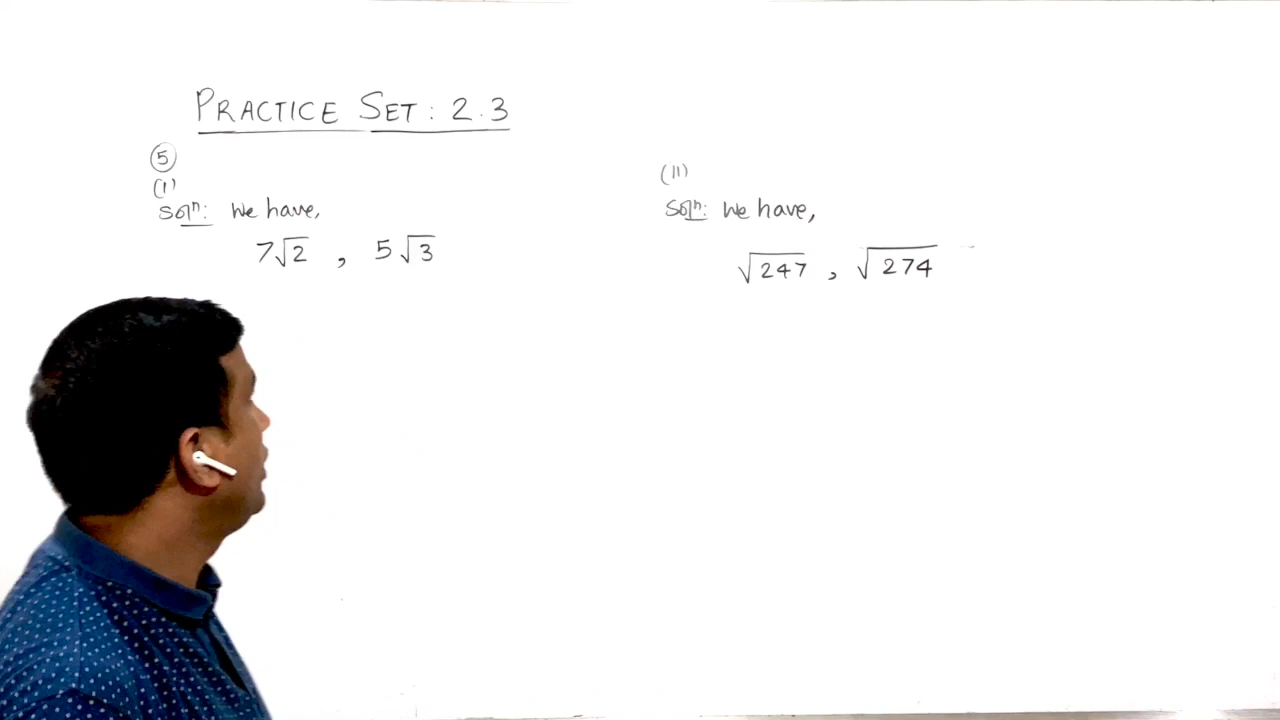 PRACTICE SET: 2.3
5
(I)
Solⁿ: We have,
7√2 , 5√3
(II)
Solⁿ: We have,
√247 , √274